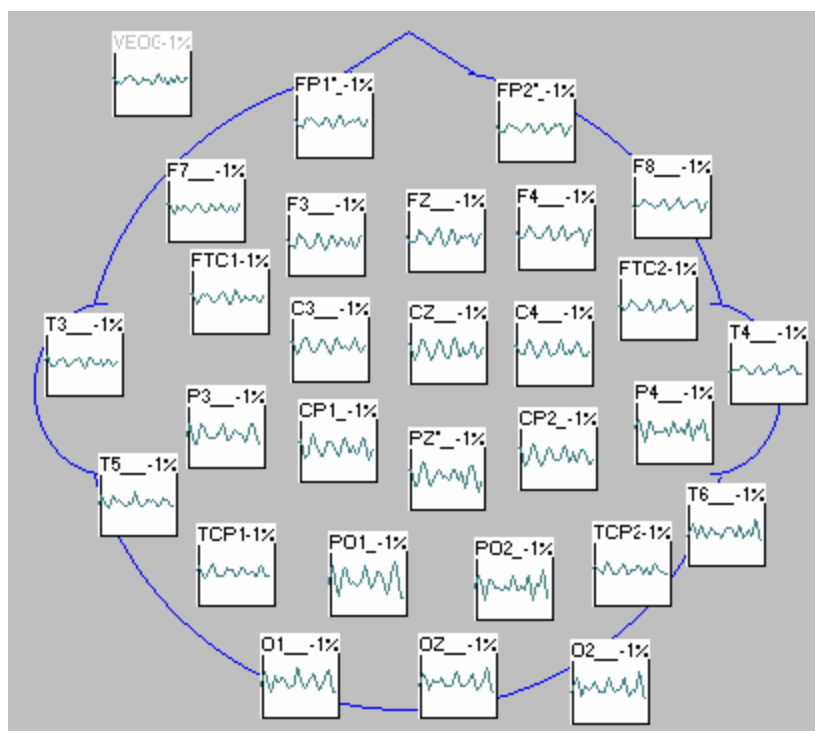 VEOG-1%
FP1"_-1%
FP2"_-1%
F7___-1%
F8___-1%
F3___-1%
FZ___-1%
F4___-1%
FTC1-1%
FTC2-1%
T3___-1%
C3___-1%
CZ___-1%
C4___-1%
T4___-1%
P3___-1%
CP1_-1%
PZ"_-1%
CP2_-1%
P4___-1%
T5___-1%
T6___-1%
TCP1-1%
PO1_-1%
PO2_-1%
TCP2-1%
O1___-1%
OZ___-1%
O2___-1%